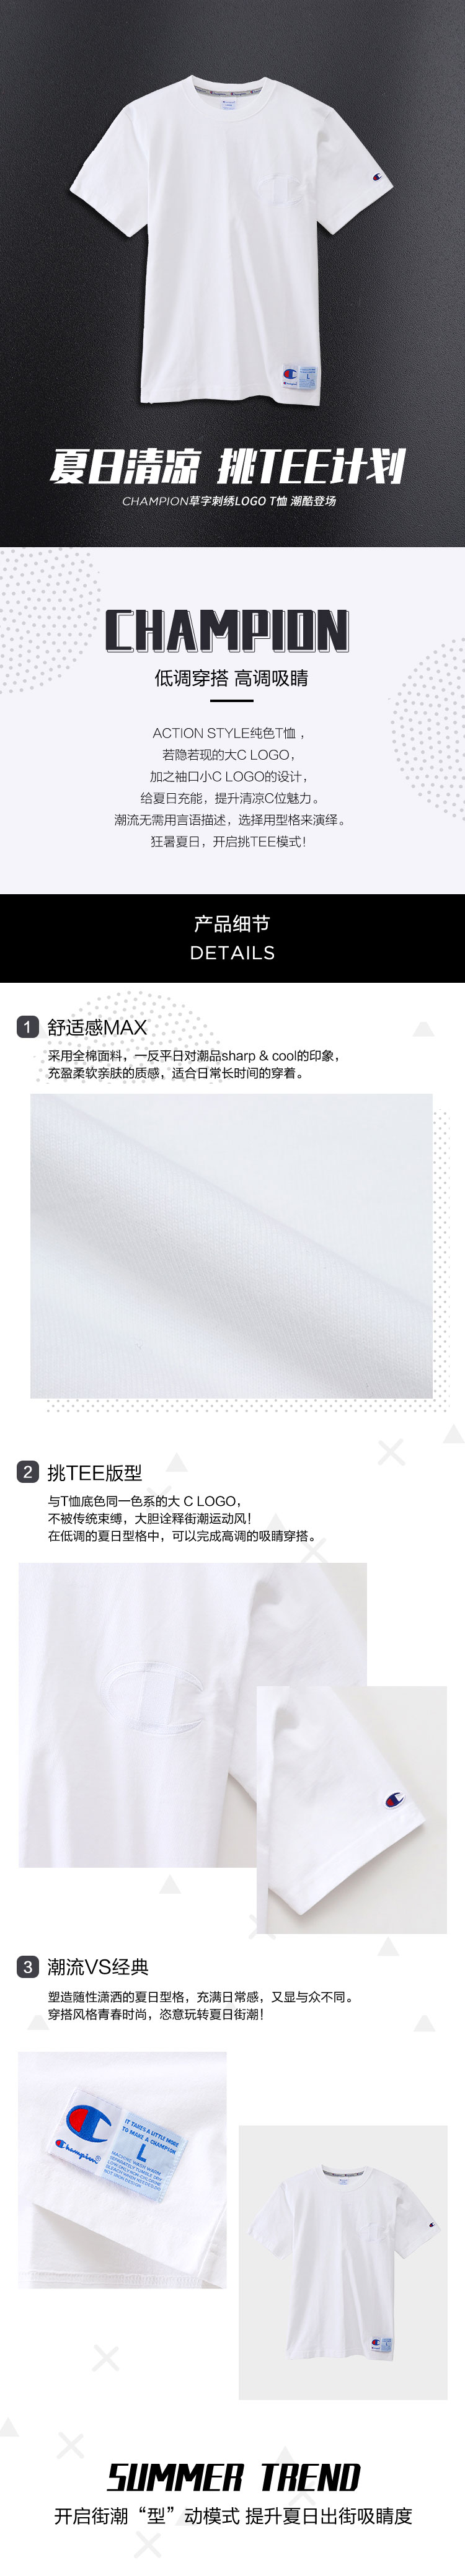 夏日清凉 挑TEE计划
CHAMPION草字刺绣LOGO T恤 潮酷登场
CHAMPION
低调穿搭 高调吸睛
ACTION STYLE纯色T恤，
若隐若现的大C LOGO，
加之袖口小C LOGO的设计，
给夏日充能，提升清凉C位魅力。
潮流无需用言语描述，选择用型格来演绎。
狂暑夏日，开启挑TEE模式！
产品细节
DETAILS
1 舒适感MAX
采用全棉面料，一反平日对潮品sharp & cool的印象，
充盈柔软亲肤的质感，适合日常长时间的穿着。
2 挑TEE版型
与T恤底色同一色系的大 C LOGO，
不被传统束缚，大胆诠释街潮运动风！
在低调的夏日型格中，可以完成高调的吸睛穿搭。
3 潮流VS经典
塑造随性潇洒的夏日型格，充满日常感，又显与众不同。
穿搭风格青春时尚，恣意玩转夏日街潮！
IT TAKES A LITTLE MORE
TO MAKE A CHAMPION
L
Champion
MACHINE WASH WARM
SUMMER TREND
开启街潮“型”动模式 提升夏日出街吸睛度